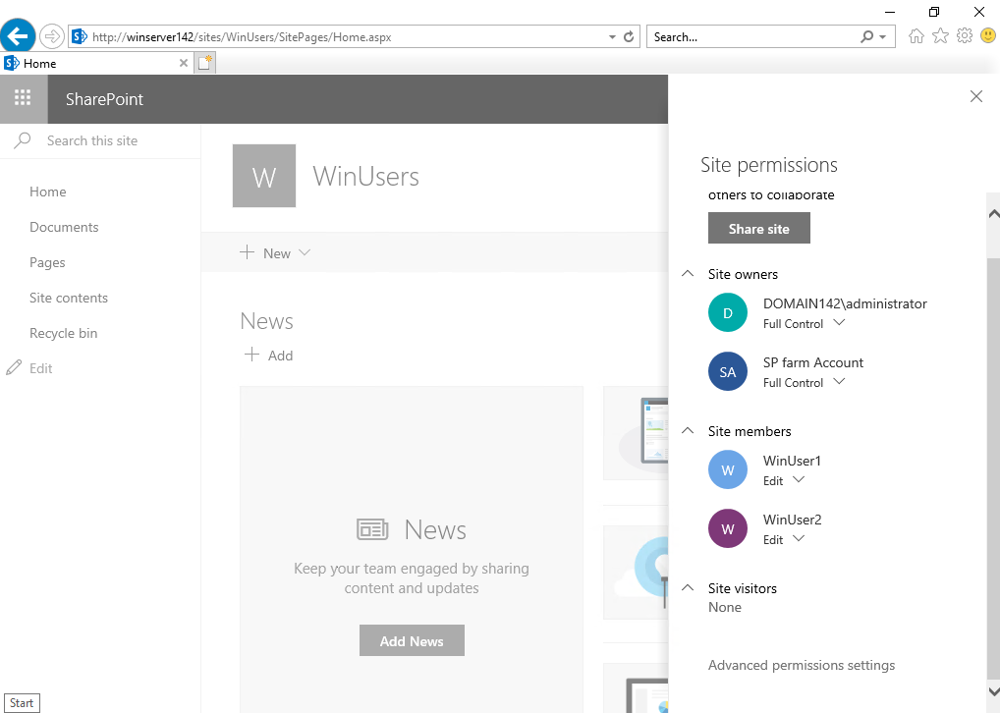 http://winserver142/sites/WinUsers/SitePages/Home.aspx
Search...
Home
SharePoint
Search this site
Home
Documents
Pages
Site contents
Recycle bin
Edit
W
WinUsers
New
News
Add
News
Keep your team engaged by sharing
content and updates
Add News
Site permissions
others to collaborate
Share site
Site owners
D
DOMAIN142\administrator
Full Control
SA
SP farm Account
Full Control
Site members
W
WinUser1
Edit
W
WinUser2
Edit
Site visitors
None
Advanced permissions settings
Start